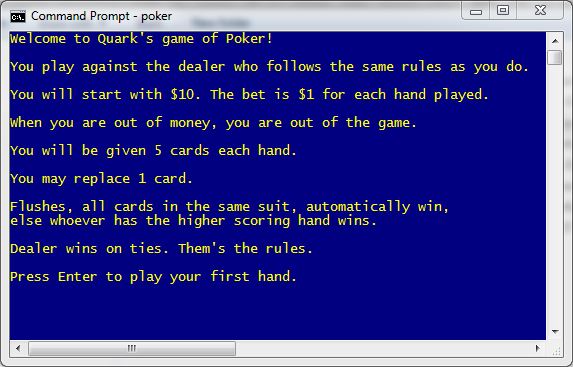 Command Prompt - poker
Welcome to Quark's game of Poker!
You play against the dealer who follows the same rules as you do.
You will start with $10. The bet is $1 for each hand played.
When you are out of money, you are out of the game.
You will be given 5 cards each hand.
You may replace 1 card.
Flushes, all cards in the same suit, automatically win,
else whoever has the higher scoring hand wins.
Dealer wins on ties. Them's the rules.
Press Enter to play your first hand.